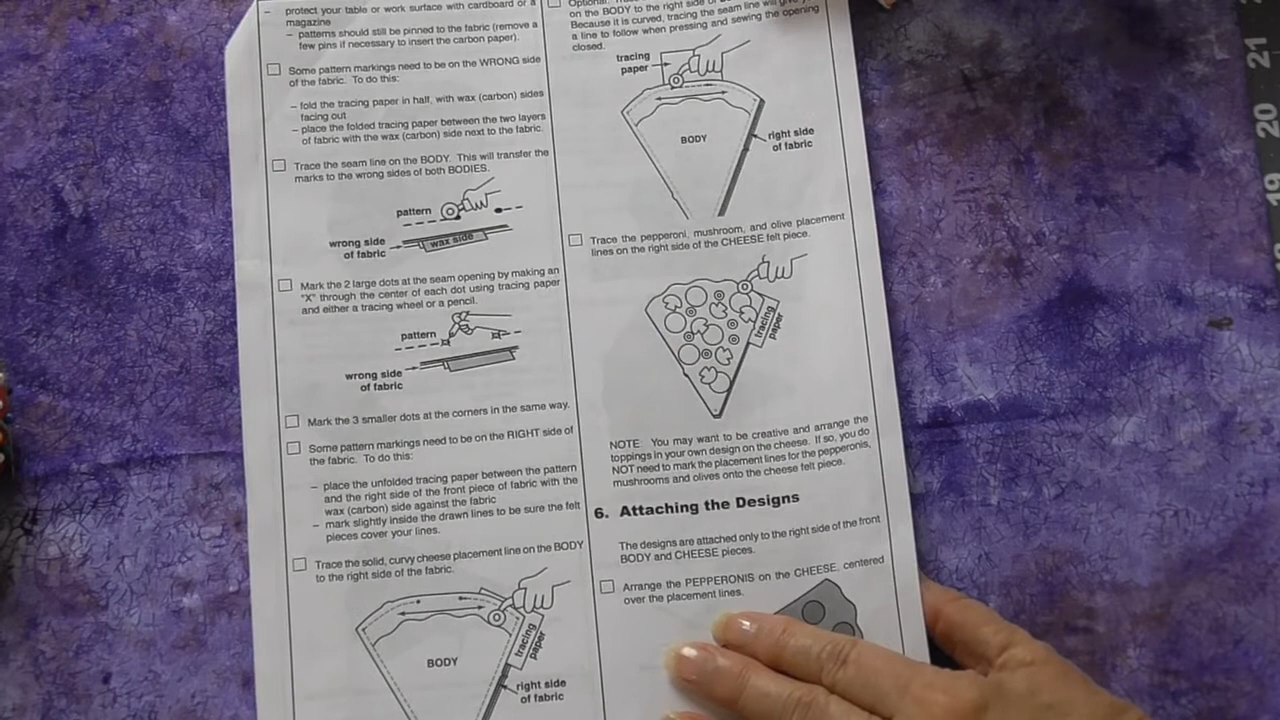 - protect your table or work surface with cardboard or a
magazine
- patterns should still be pinned to the fabric (remove a
few pins if necessary to insert the carbon paper).
Some pattern markings need to be on the WRONG side
of the fabric. To do this:
- fold the tracing paper in half, with wax (carbon) sides
facing out
- place the folded tracing paper between the two layers
of fabric with the wax (carbon) side next to the fabric.
Trace the seam line on the BODY. This will transfer the
marks to the wrong sides of both BODIES.
pattern
wrong side
of fabric
wax side
Mark the 2 large dots at the seam opening by making an
"X" through the center of each dot using tracing paper
and either a tracing wheel or a pencil.
pattern
wrong side
of fabric
Mark the 3 smaller dots at the corners in the same way.
Some pattern markings need to be on the RIGHT side of
the fabric. To do this:
- place the unfolded tracing paper between the pattern
and the right side of the front piece of fabric with the
wax (carbon) side against the fabric
- mark slightly inside the drawn lines to be sure the felt
pieces cover your lines.
Trace the solid, curvy cheese placement line on the BODY
to the right side of the fabric.
BODY
tracing
paper
right side
of fabric
Optional:
on the BODY to the right side of
Because it is curved, tracing the seam line will
a line to follow when pressing and sewing the opening
closed.
tracing
paper
BODY
right side
of fabric
Trace the pepperoni, mushroom, and olive placement
lines on the right side of the CHEESE felt piece.
tracing
paper
NOTE You may want to be creative and arrange the
toppings in your own design on the cheese. If so, you do
NOT need to mark the placement lines for the pepperonis,
mushrooms and olives onto the cheese felt piece.
6. Attaching the Designs
The designs are attached only to the right side of the front
BODY and CHEESE pieces.
Arrange the PEPPERONIS on the CHEESE, centered
over the placement lines.
21
20
19